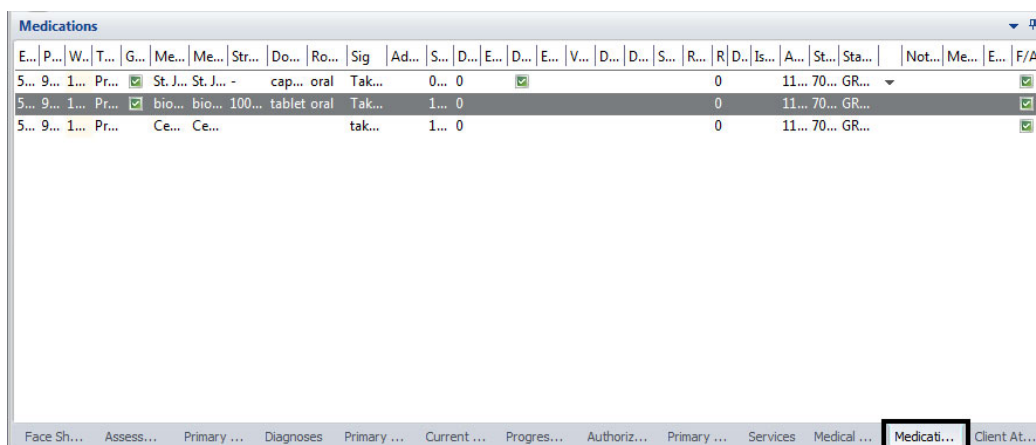 Medications
E... P... W... T... G... Me... Me... Str... Do... Ro... Sig Ad... S... D... E... D... E... V... D... D... S... R... R D... Is... A... St... Sta... Not... Me... E... F/A
5... 9... 1... Pr... St. J... St. J... - cap... oral Tak... 0... 0 0 11... 70... GR...
5... 9... 1... Pr... bio... bio... 100... tablet oral Tak... 1... 0 0 11... 70... GR...
5... 9... 1... Pr... Ce... Ce... tak... 1... 0 0 11... 70... GR...
Face Sh... Assess... Primary ... Diagnoses Primary ... Current ... Progres... Authoriz... Primary ... Services Medical ... Medicati... Client At...